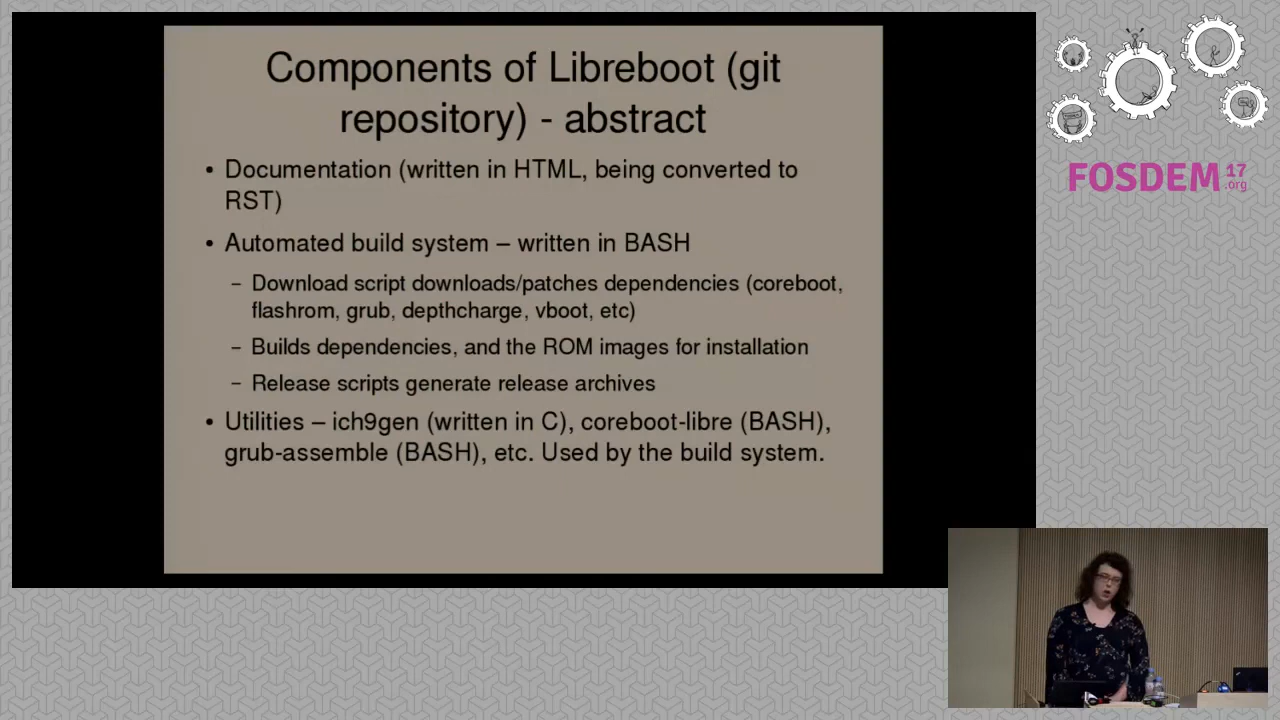 Components of Libreboot (git
repository) - abstract
• Documentation (written in HTML, being converted to
RST)
• Automated build system – written in BASH
– Download script downloads/patches dependencies (coreboot,
flashrom, grub, depthcharge, vboot, etc)
– Builds dependencies, and the ROM images for installation
– Release scripts generate release archives
• Utilities – ich9gen (written in C), coreboot-libre (BASH),
grub-assemble (BASH), etc. Used by the build system.
FOSDEM 17
.org